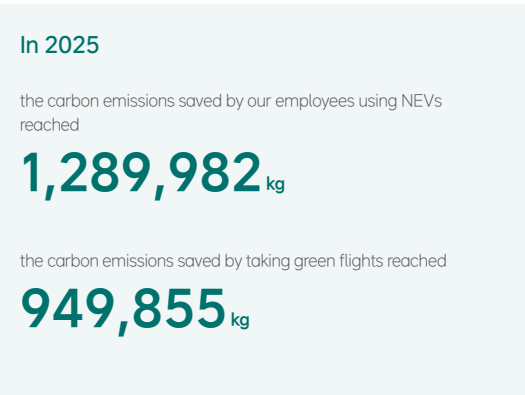 In 2025
the carbon emissions saved by our employees using NEVs
reached
1,289,982 kg
the carbon emissions saved by taking green flights reached
949,855 kg